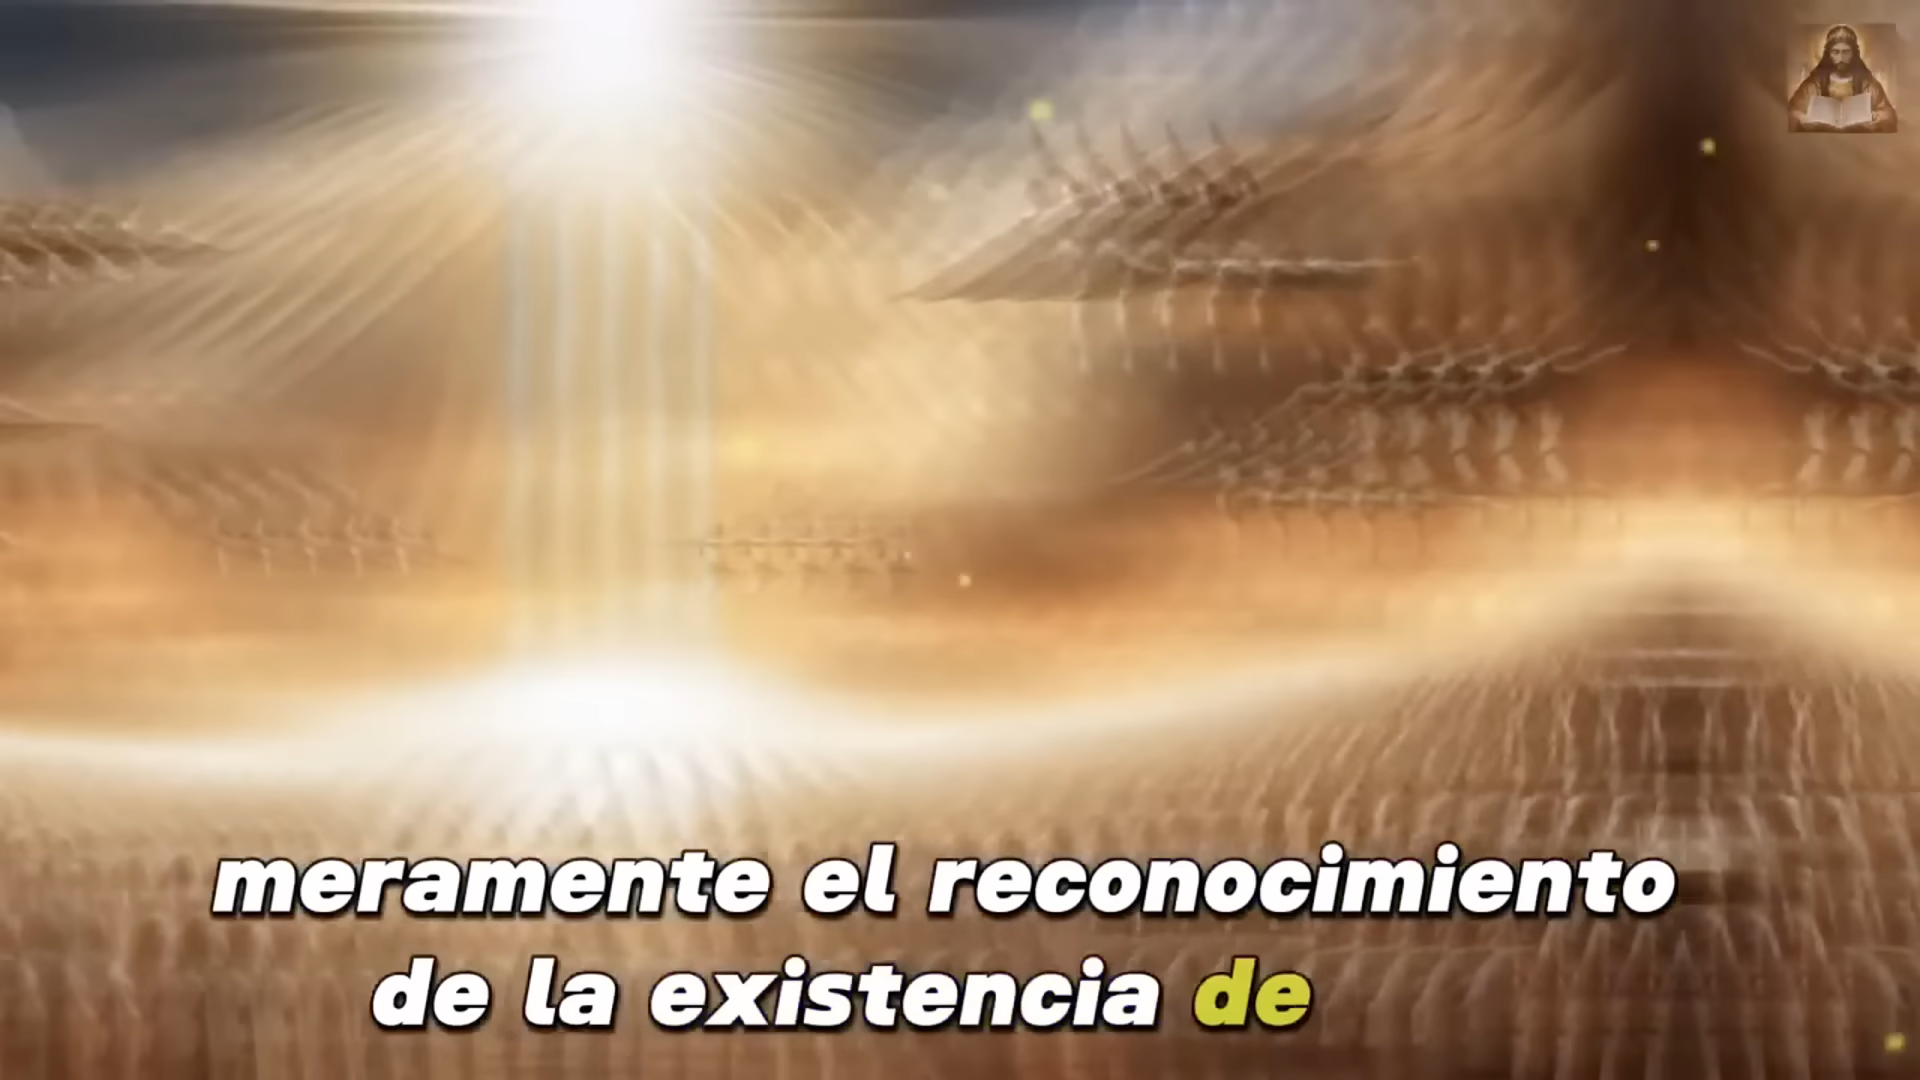 meramente el reconocimiento
de la existencia de